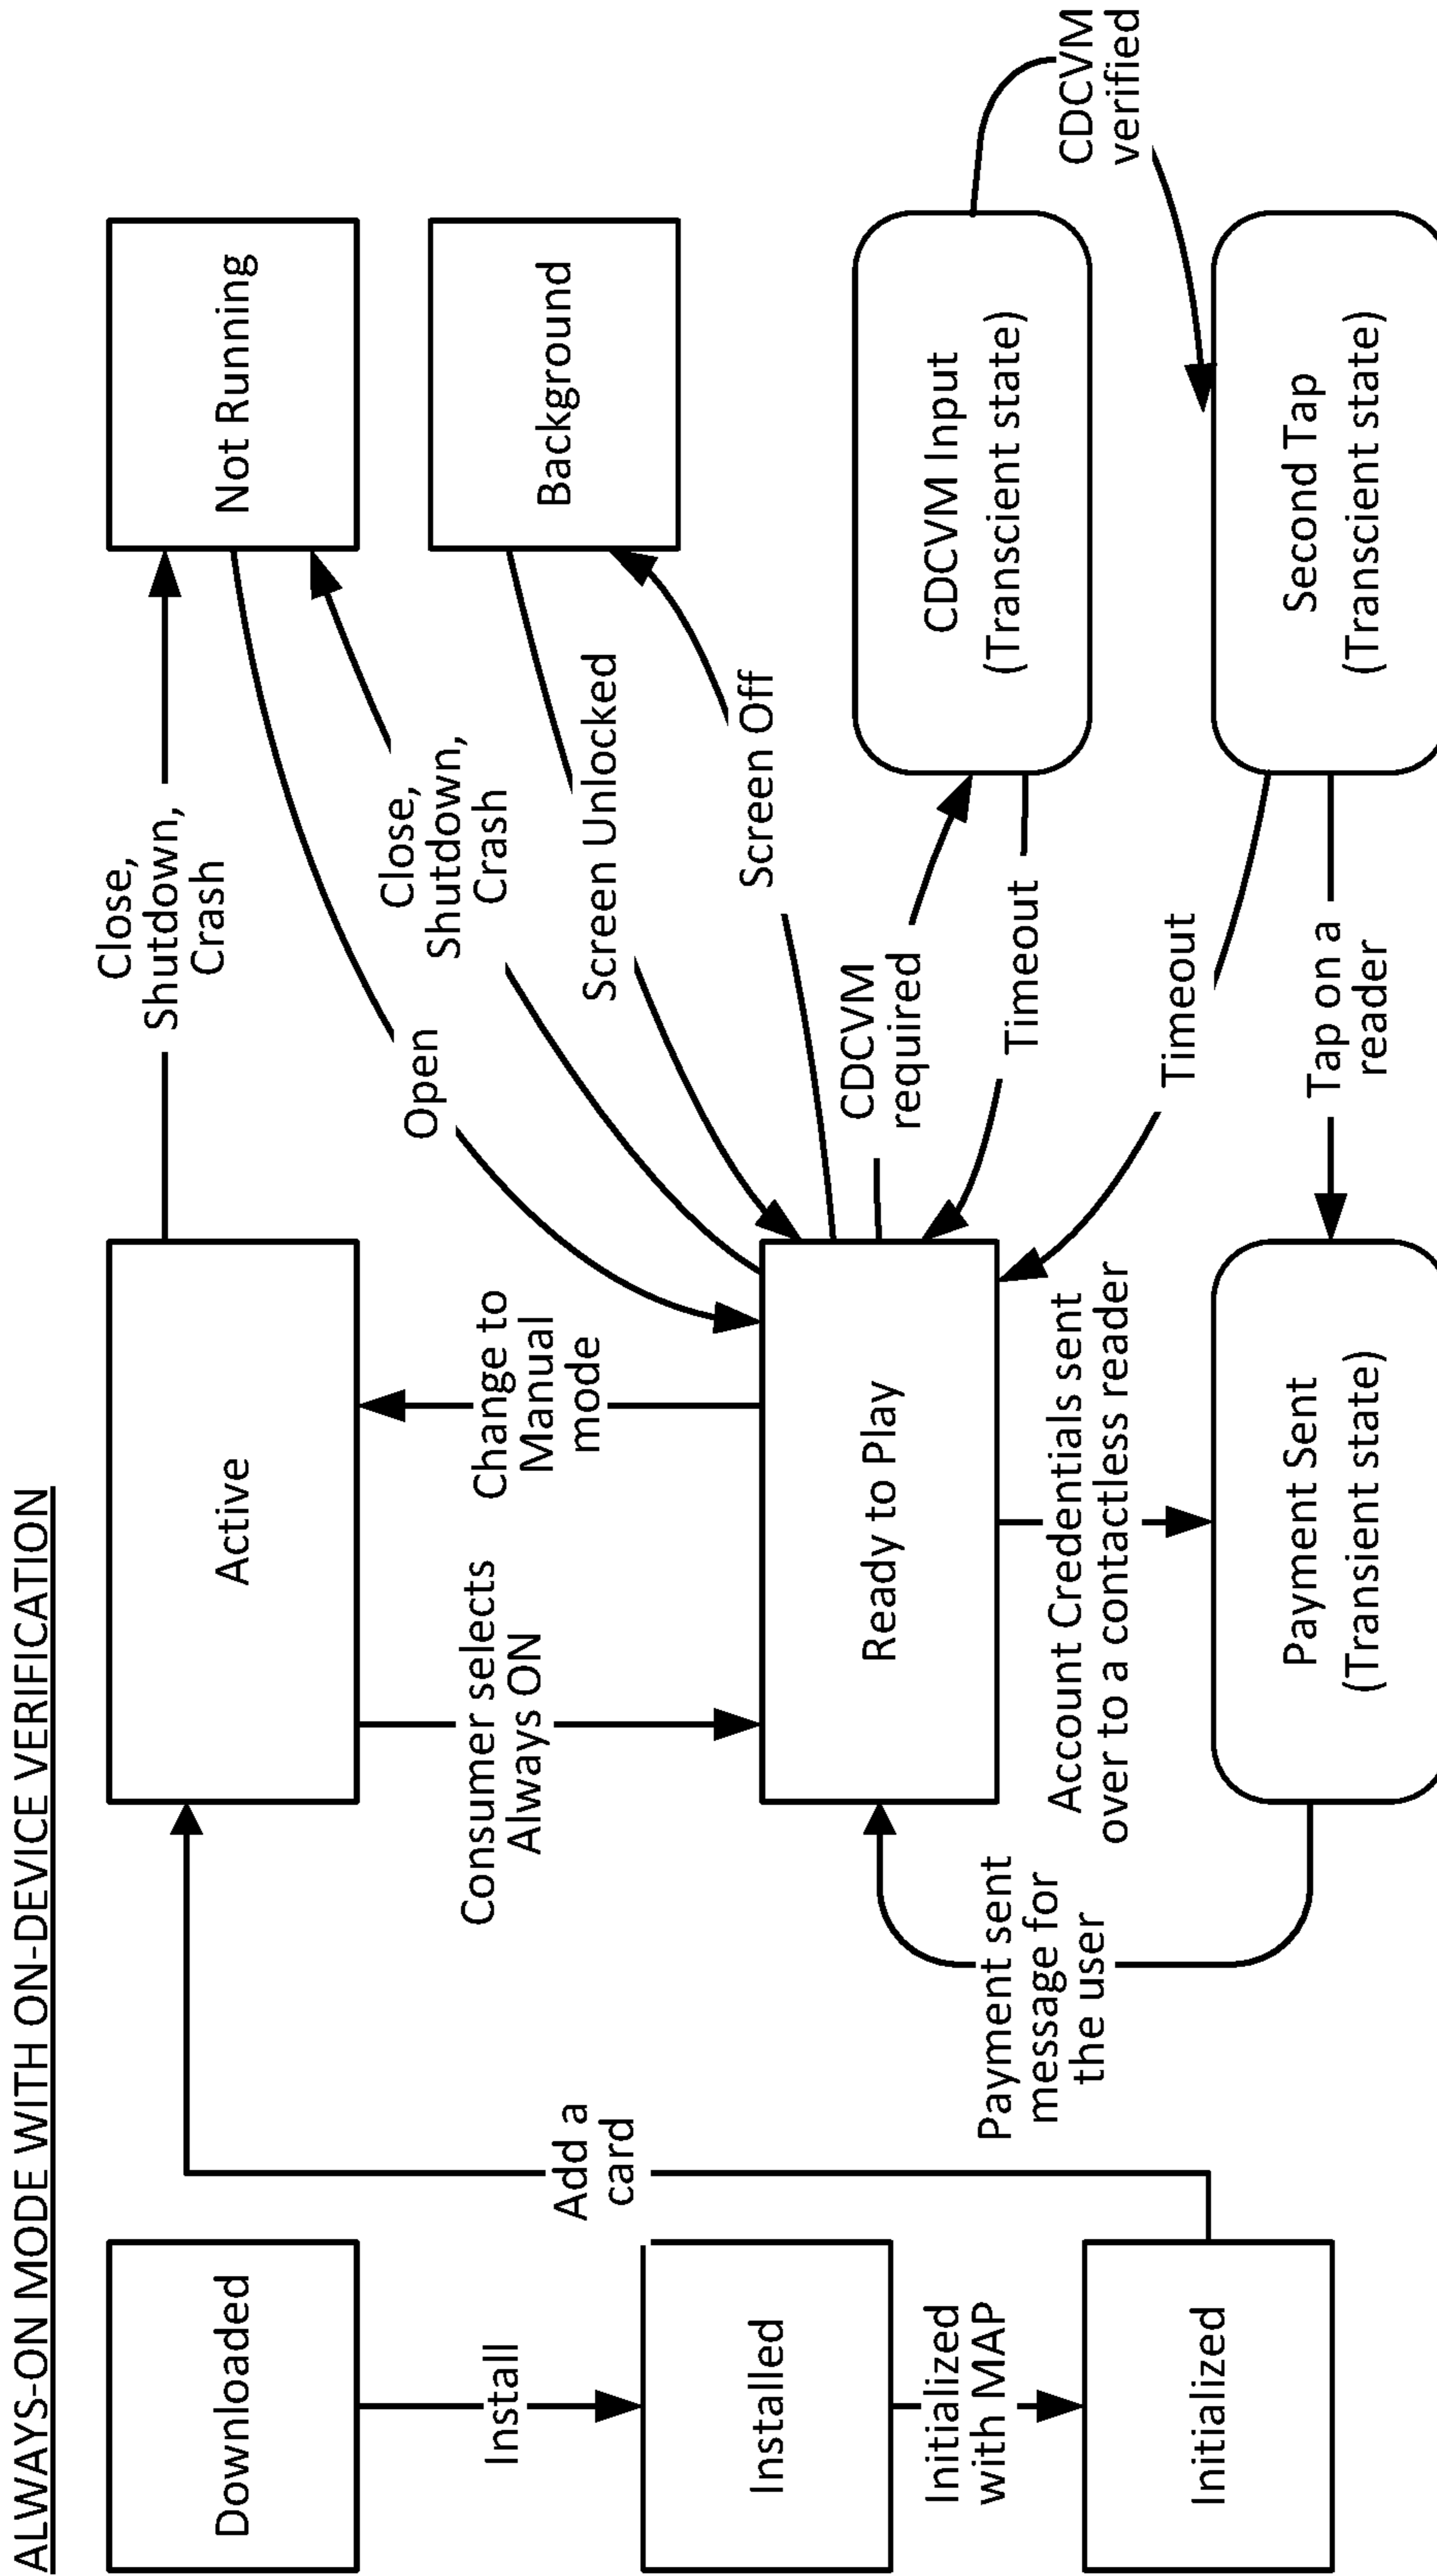 ALWAYS-ON MODE WITH ON-DEVICE VERIFICATION
Downloaded
Install
Installed
Initialized
with MAP
Initialized
Add a
card
Active
Close,
Shutdown,
Crash
Not Running
Consumer selects
Always ON
Change to
Manual
mode
Open
Close,
Shutdown,
Crash
Screen Unlocked
Background
Screen Off
Ready to Play
CDCVM
required
Timeout
CDCVM Input
(Transcient state)
CDCVM
verified
Payment sent
message for
the user
Account Credentials sent
over to a contactless reader
Timeout
Payment Sent
(Transient state)
Tap on a
reader
Second Tap
(Transcient state)